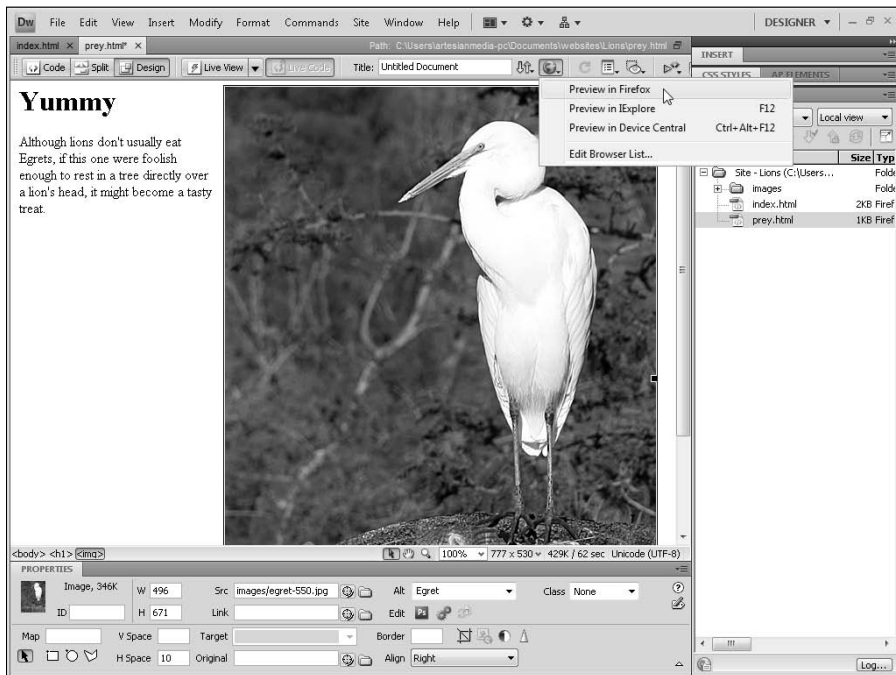 Dw File Edit View Insert Modify Format Commands Site Window Help DESIGNER
index.html × prey.html* × Path: C:\Users\artesianmedia-pc\Documents\websites\Lions\prey.html
Code Split Design Live View Live Code Title: Untitled Document
INSERT
CSS STYLES AP ELEMENTS
Preview in Firefox
Preview in IExplore F12
Preview in Device Central Ctrl+Alt+F12
Edit Browser List...
Local view
Size Typ
Site - Lions (C:\Users... Folde
images Folde
index.html 2KB Firef
prey.html 1KB Firef
Yummy
Although lions don't usually eat
Egrets, if this one were foolish
enough to rest in a tree directly over
a lion's head, it might become a tasty
treat.
<body> <h1> <img> 100% 777 x 530 429K / 62 sec Unicode (UTF-8)
PROPERTIES
Image, 346K W 496 Src images/egret-550.jpg Alt Egret Class None
ID H 671 Link Edit Ps
Map V Space Target Border
H Space 10 Original Align Right
Log...